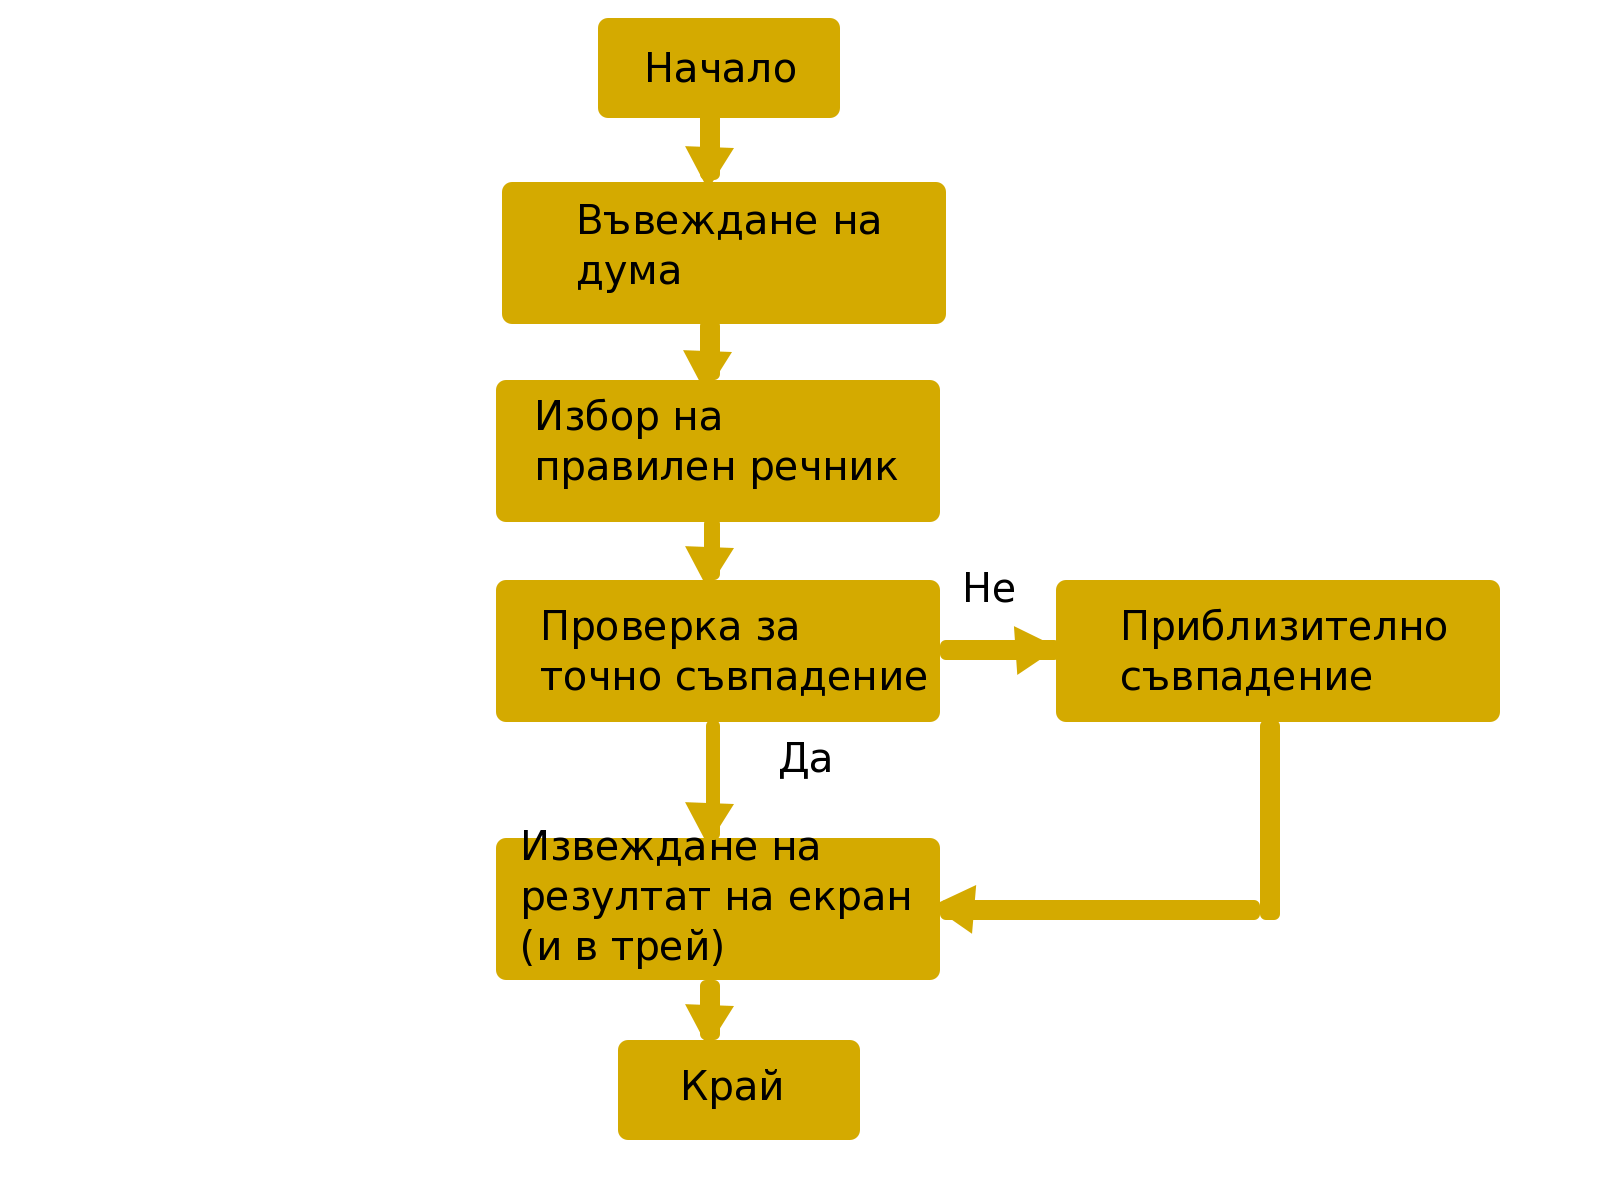 Начало
Въвеждане на
дума
Избор на
правилен речник
Проверка за
точно съвпадение
Не
Приблизително
съвпадение
Да
Извеждане на
резултат на екран
(и в трей)
Край